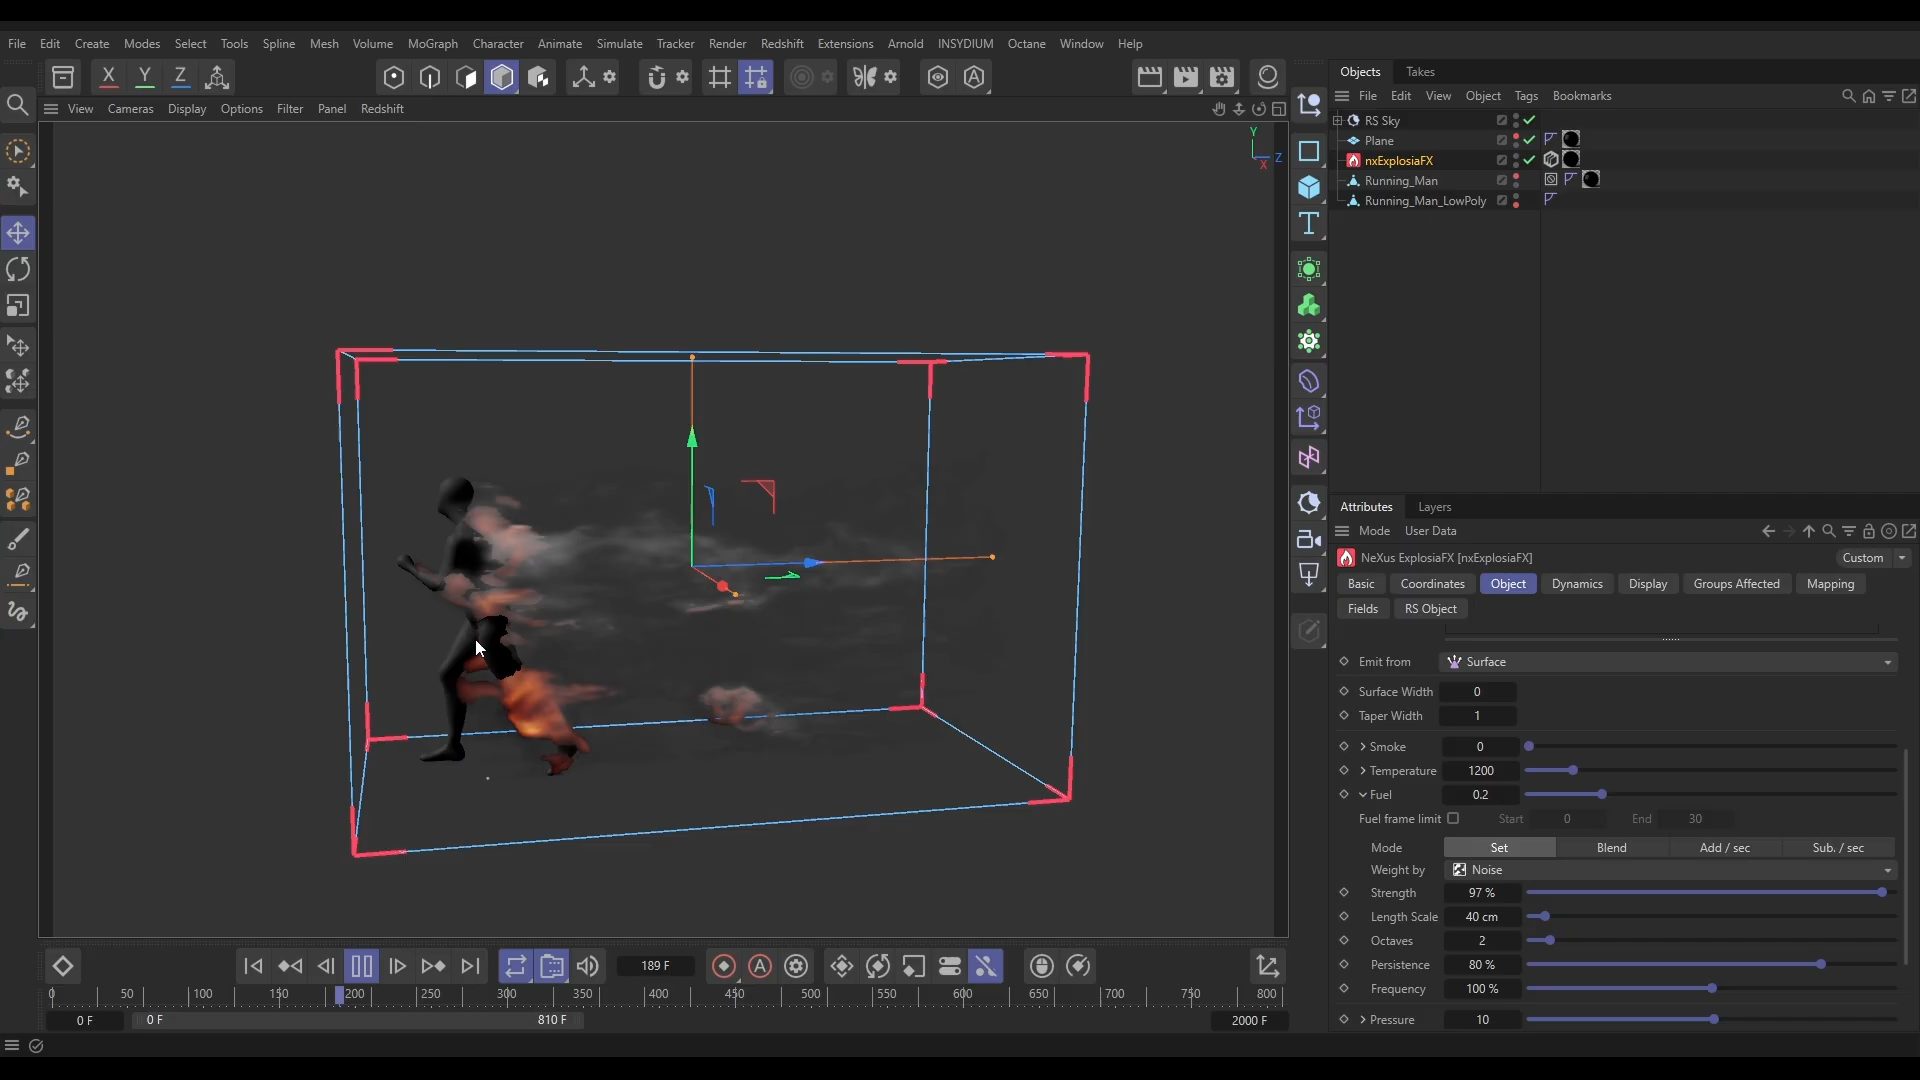 File Edit Create Modes Select Tools Spline Mesh Volume MoGraph Character Animate Simulate Tracker Render Redshift Extensions Arnold INSYDIUM Octane Window Help
X Y Z
View Cameras Display Options Filter Panel Redshift
Y
Z
X
Objects Takes
File Edit View Object Tags Bookmarks
RS Sky
Plane
nxExplosiaFX
Running_Man
Running_Man_LowPoly
Attributes Layers
Mode User Data
NeXus ExplosiaFX [nxExplosiaFX] Custom
Basic Coordinates Object Dynamics Display Groups Affected Mapping
Fields RS Object
Emit from Surface
Surface Width 0
Taper Width 1
Smoke 0
Temperature 1200
Fuel 0.2
Fuel frame limit Start 0 End 30
Mode Set Blend Add / sec Sub. / sec
Weight by Noise
Strength 97 %
Length Scale 40 cm
Octaves 2
Persistence 80 %
Frequency 100 %
Pressure 10
189 F
0 50 100 150 200 250 300 350 400 450 500 550 600 650 700 750 800
0 F 0 F 810 F 2000 F